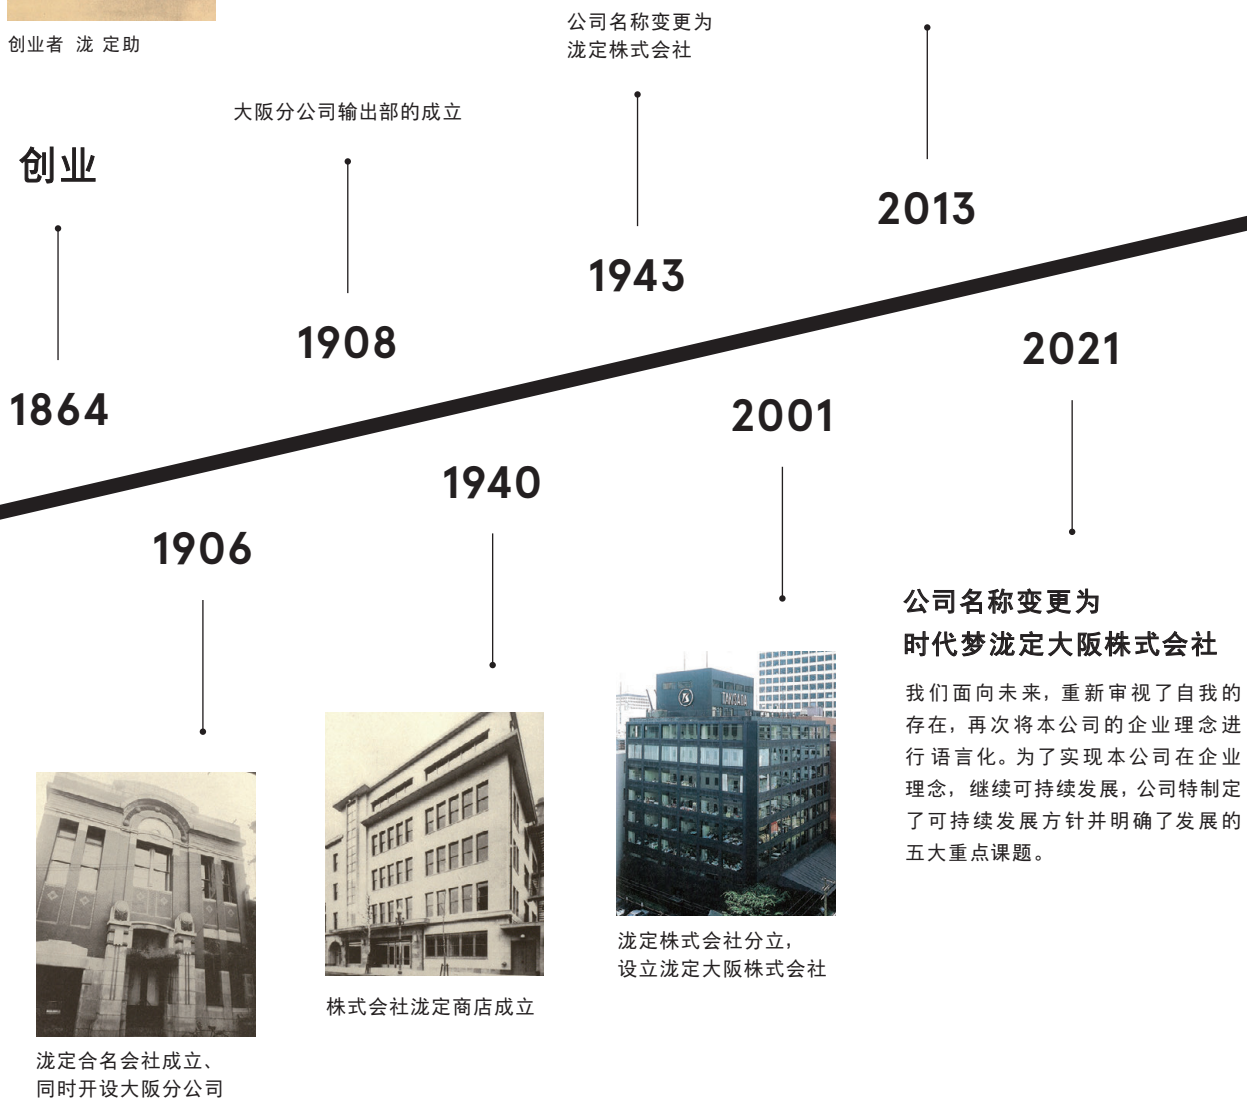 创业者 泷 定助
创业
1864
大阪分公司输出部的成立
1908
公司名称变更为
泷定株式会社
1943
2013
1906
泷定合名会社成立、
同时开设大阪分公司
1940
株式会社泷定商店成立
2001
TAKISADA
泷定株式会社分立,
设立泷定大阪株式会社
2021
公司名称变更为
时代梦泷定大阪株式会社
我们面向未来, 重新审视了自我的
存在, 再次将本公司的企业理念进
行语言化。为了实现本公司在企业
理念, 继续可持续发展, 公司特制定
了可持续发展方针并明确了发展的
五大重点课题。